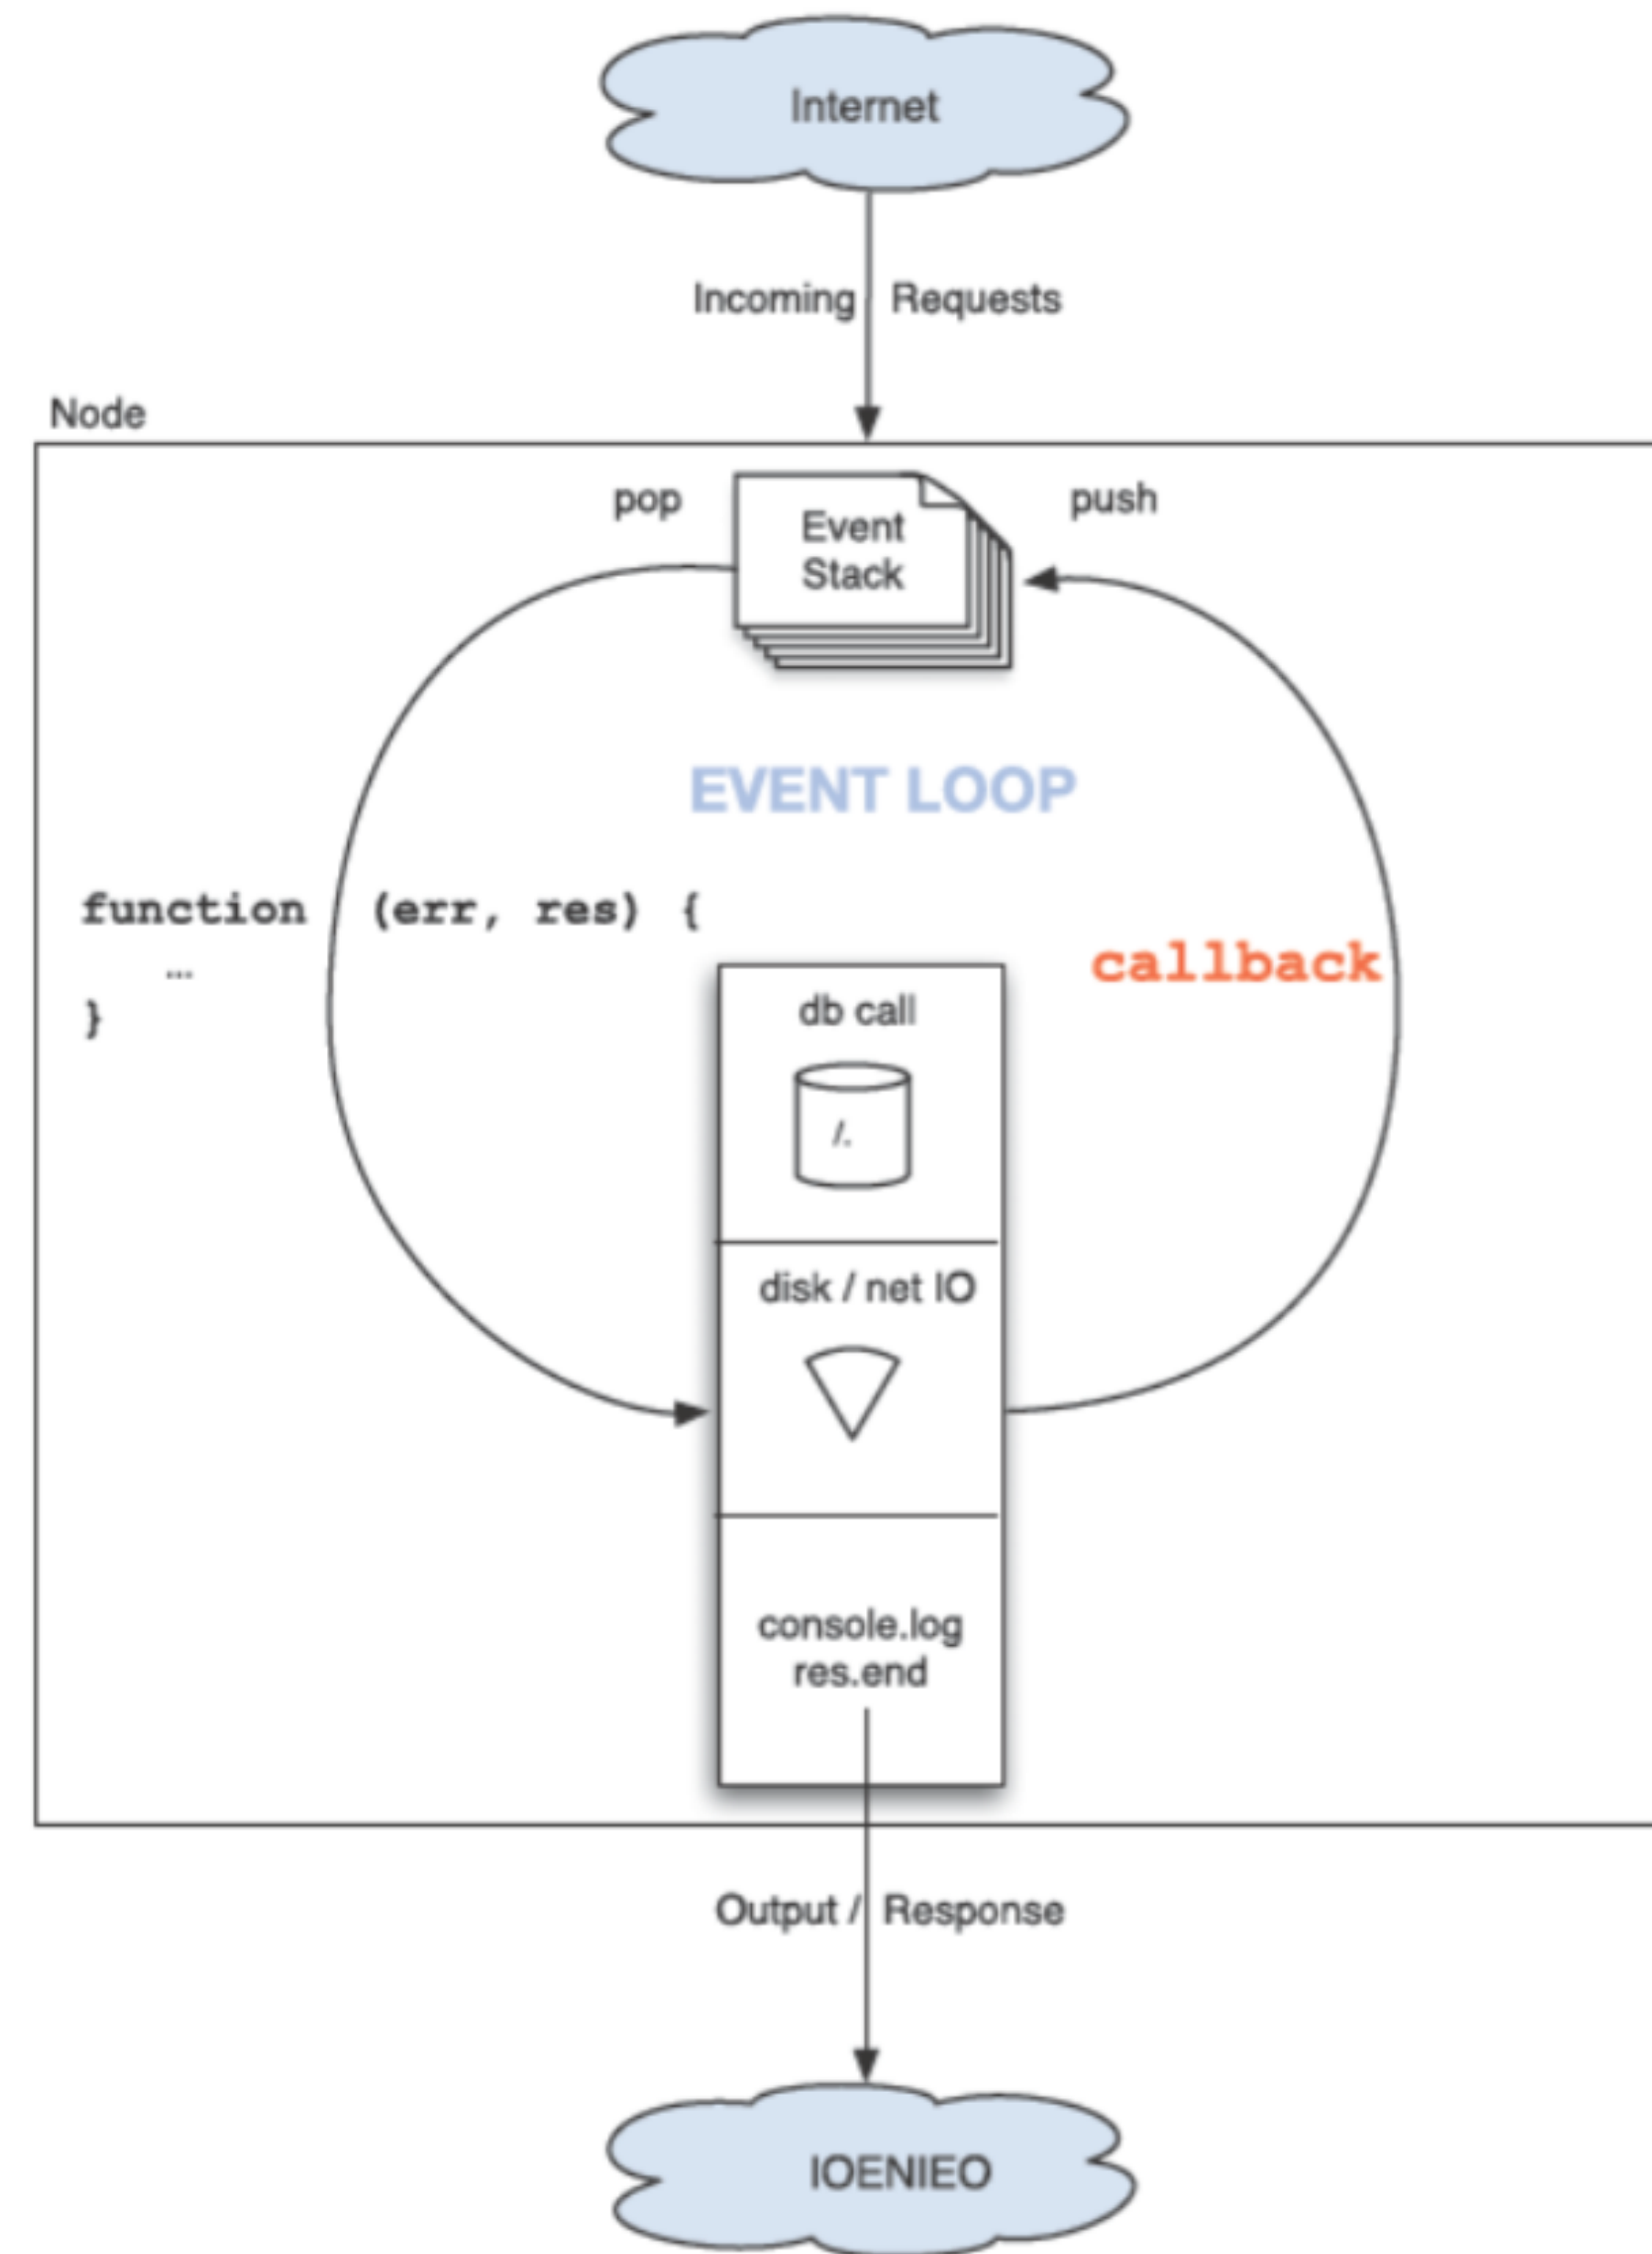 Internet
Incoming Requests
Node
pop
push
Event
Stack
EVENT LOOP
function (err, res) {
...
}
callback
db call
/.
disk / net IO
console.log
res.end
Output / Response
IOENIEO